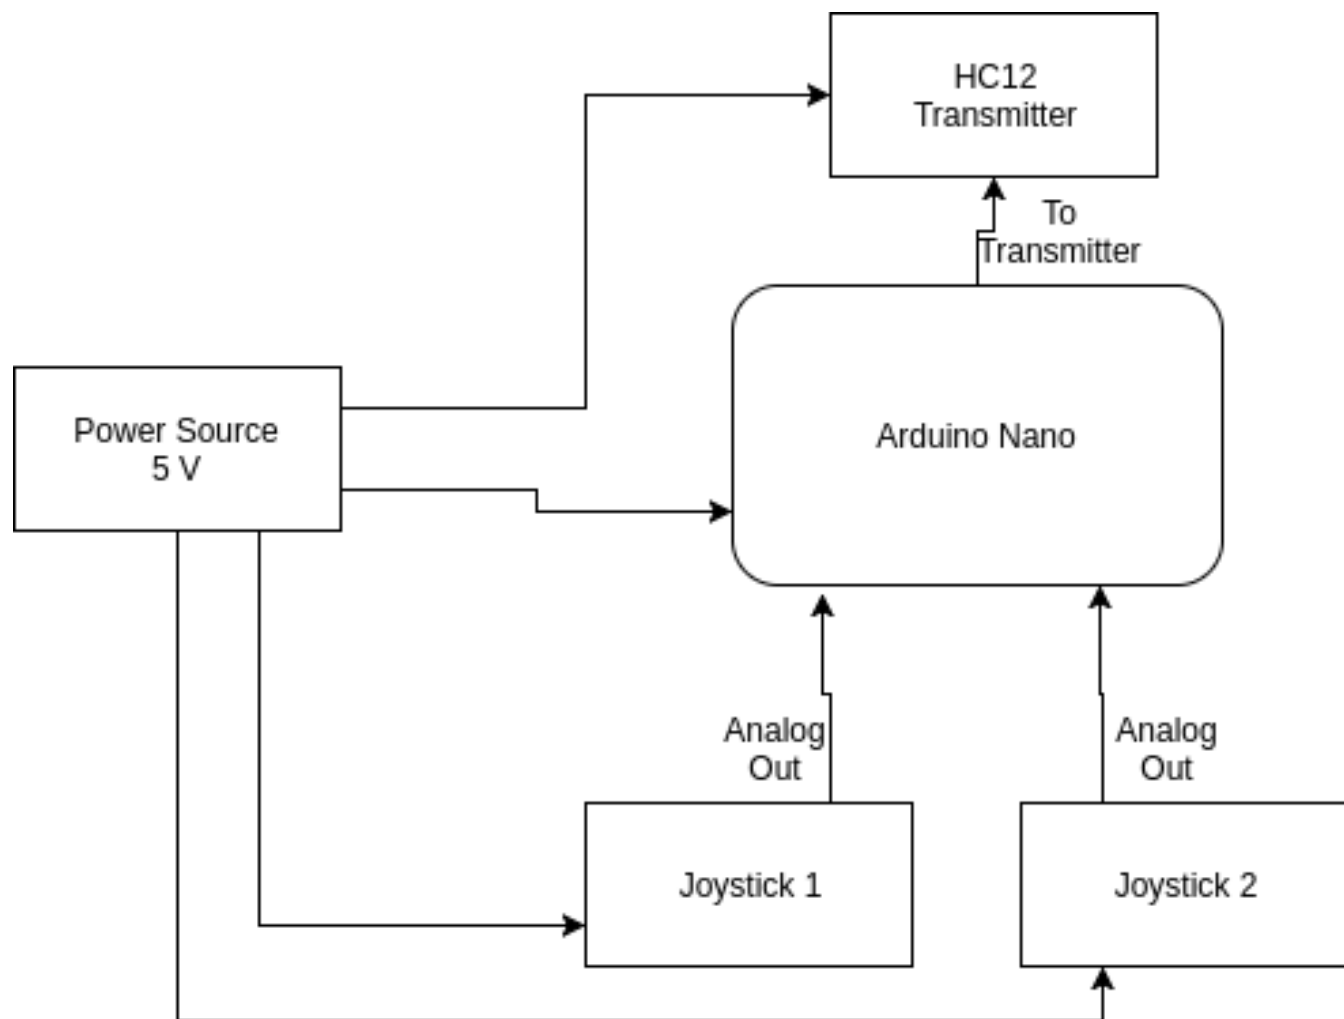 HC12
Transmitter
To
Transmitter
Power Source
5 V
Arduino Nano
Analog
Out
Analog
Out
Joystick 1
Joystick 2